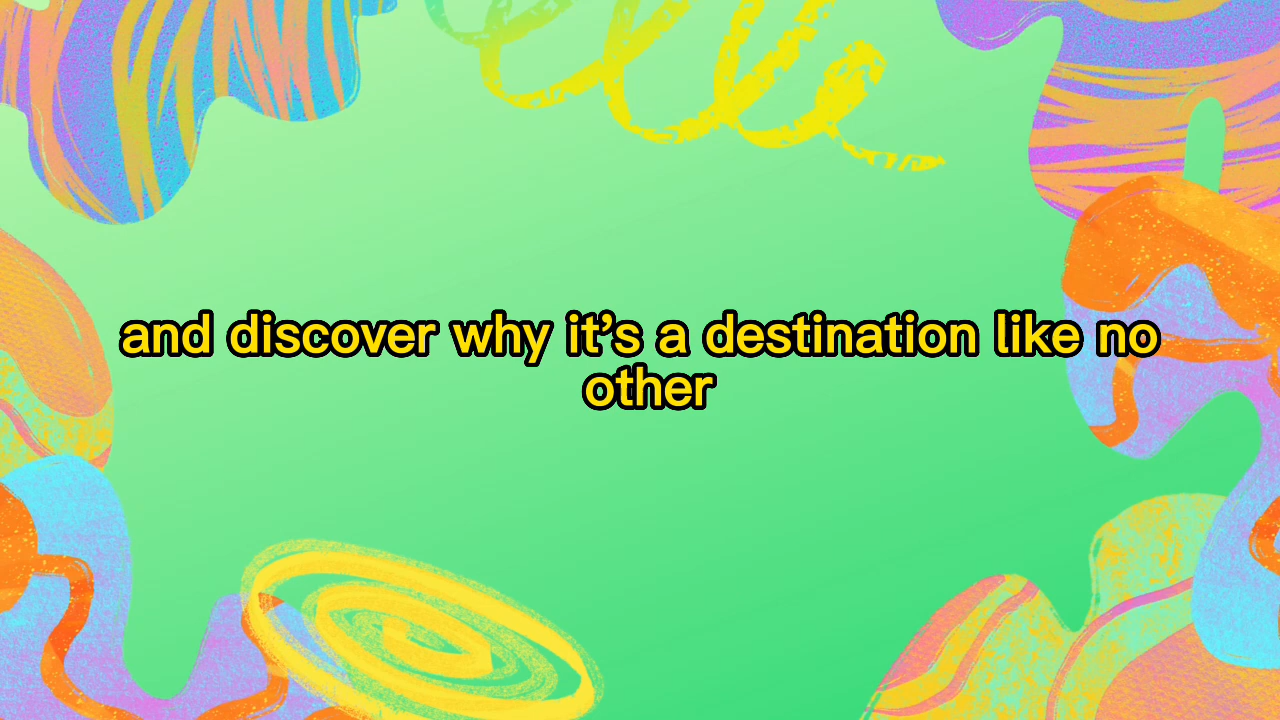 and discover why it’s a destination like no
other